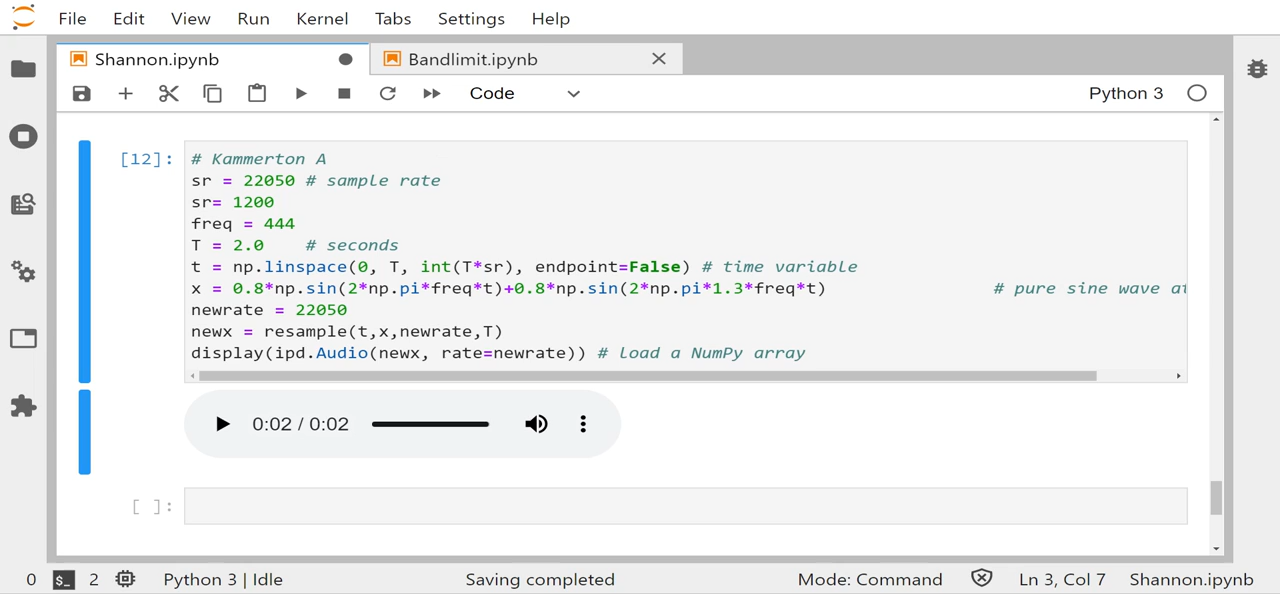 File Edit View Run Kernel Tabs Settings Help
Shannon.ipynb Bandlimit.ipynb
Code Python 3
[12]: # Kammerton A
sr = 22050 # sample rate
sr= 1200
freq = 444
T = 2.0 # seconds
t = np.linspace(0, T, int(T*sr), endpoint=False) # time variable
x = 0.8*np.sin(2*np.pi*freq*t)+0.8*np.sin(2*np.pi*1.3*freq*t) # pure sine wave at
newrate = 22050
newx = resample(t,x,newrate,T)
display(ipd.Audio(newx, rate=newrate)) # load a NumPy array
0:02 / 0:02
[ ]:
0 $_ 2 Python 3 | Idle Saving completed Mode: Command Ln 3, Col 7 Shannon.ipynb